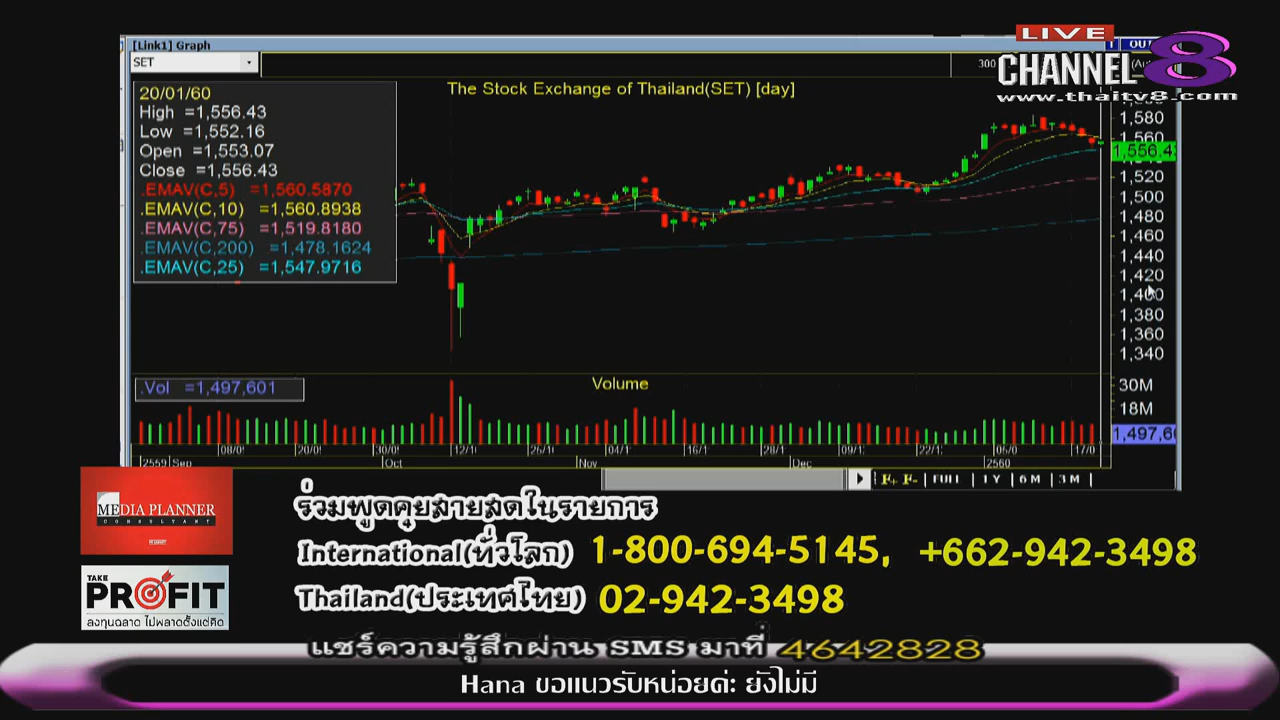 LIVE
CHANNEL 8
www.thaitv8.com
[Link1] Graph
SET
300
The Stock Exchange of Thailand(SET) [day]
20/01/60
High =1,556.43
Low =1,552.16
Open =1,553.07
Close =1,556.43
.EMAV(C,5) =1,560.5870
.EMAV(C,10) =1,560.8938
.EMAV(C,75) =1,519.8180
.EMAV(C,200) =1,478.1624
.EMAV(C,25) =1,547.9716
1,580
1,560
1,556.4
1,520
1,500
1,480
1,460
1,440
1,420
1,400
1,380
1,360
1,340
.Vol =1,497,601
Volume
30M
18M
1,497,6
2559 Sep Oct Nov Dec 2560
FULL 1Y 6M 3M
MEDIA PLANNER
CONSULTANT
TAKE
PROFIT
ลงทุนฉลาด ไม่พลาดตั้งแต่คิด
ร่วมพูดคุยสายสดในรายการ
International(ทั่วโลก) 1-800-694-5145, +662-942-3498
Thailand(ประเทศไทย) 02-942-3498
แชร์ความรู้สึกผ่าน SMS มาที่ 4642828
Hana ขอแนวรับหน่อยค่ะ ยังไม่มี